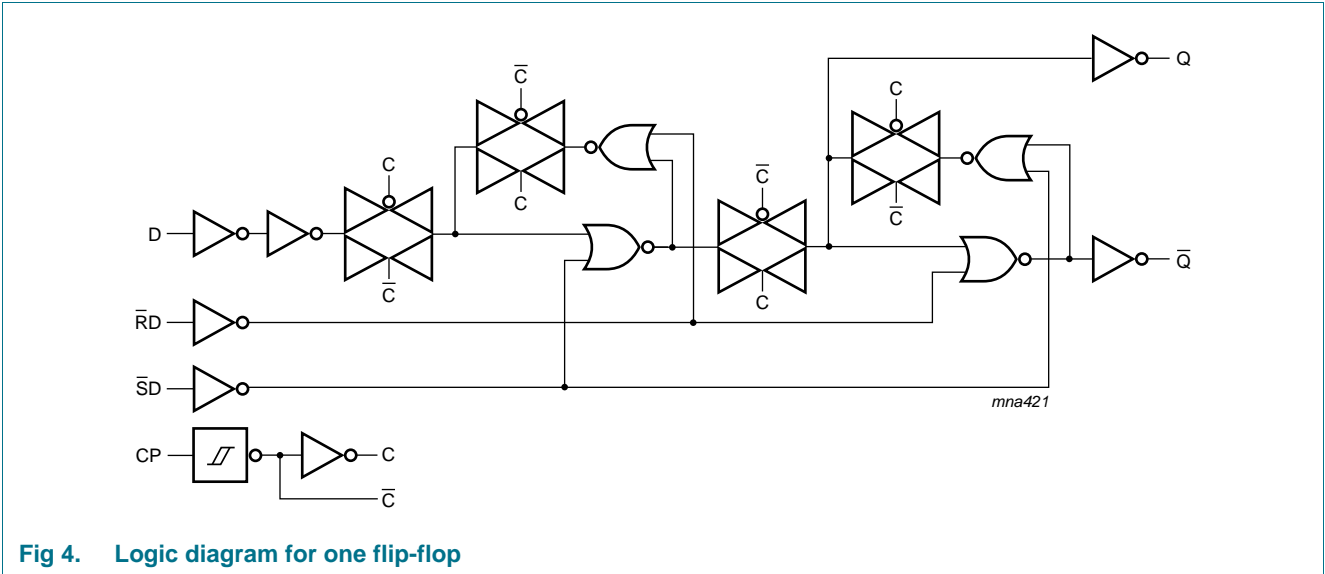 Q
C̅
C
C
C̅
C
C
C̅
C̅
C
D
C̅
Q̅
R̅D
S̅D
mna421
CP
C
C̅
Fig 4. Logic diagram for one flip-flop